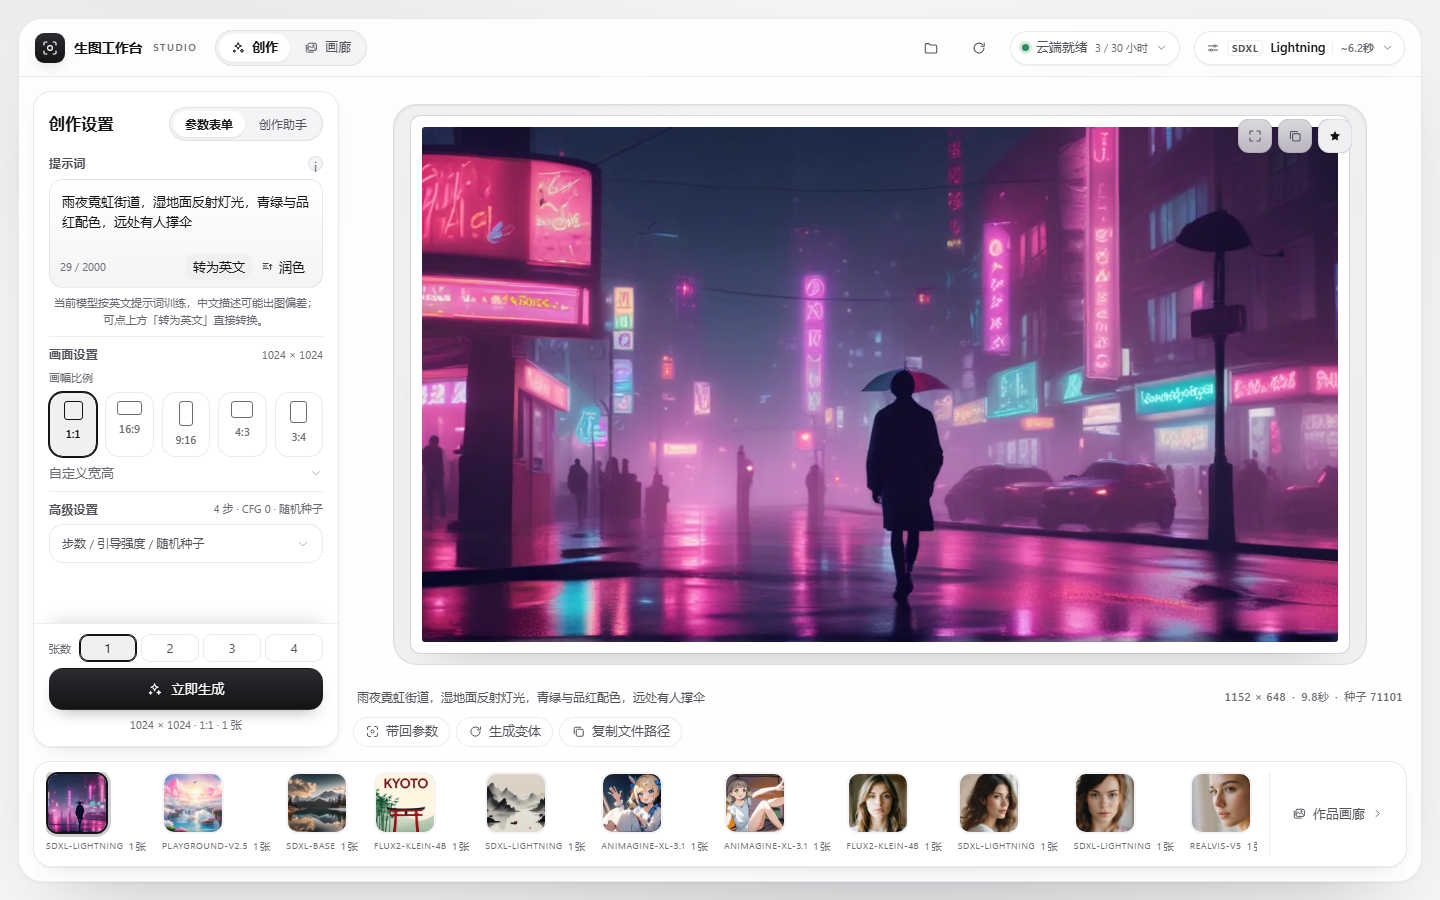 生图工作台 STUDIO 创作 画廊 云端就绪 3 / 30 小时 SDXL Lightning ~6.2秒
创作设置 参数表单 创作助手
提示词
雨夜霓虹街道，湿地面反射灯光，青绿与品
红配色，远处有人撑伞
29 / 2000 转为英文 润色
当前模型按英文提示词训练，中文描述可能出图偏差；
可点上方「转为英文」直接转换。
画面设置 1024 × 1024
画幅比例
1:1 16:9 9:16 4:3 3:4
自定义宽高
高级设置 4 步 · CFG 0 · 随机种子
步数 / 引导强度 / 随机种子
张数 1 2 3 4
立即生成
1024 × 1024 · 1:1 · 1 张
雨夜霓虹街道，湿地面反射灯光，青绿与品红配色，远处有人撑伞 1152 × 648 · 9.8秒 · 种子 71101
带回参数 生成变体 复制文件路径
KYOTO
SDXL-LIGHTNING 1张 PLAYGROUND-V2.5 1张 SDXL-BASE 1张 FLUX2-KLEIN-4B 1张 SDXL-LIGHTNING 1张 ANIMAGINE-XL-3.1 1张 ANIMAGINE-XL-3.1 1张 FLUX2-KLEIN-4B 1张 SDXL-LIGHTNING 1张 SDXL-LIGHTNING 1张 REALVIS-V5 1
作品画廊